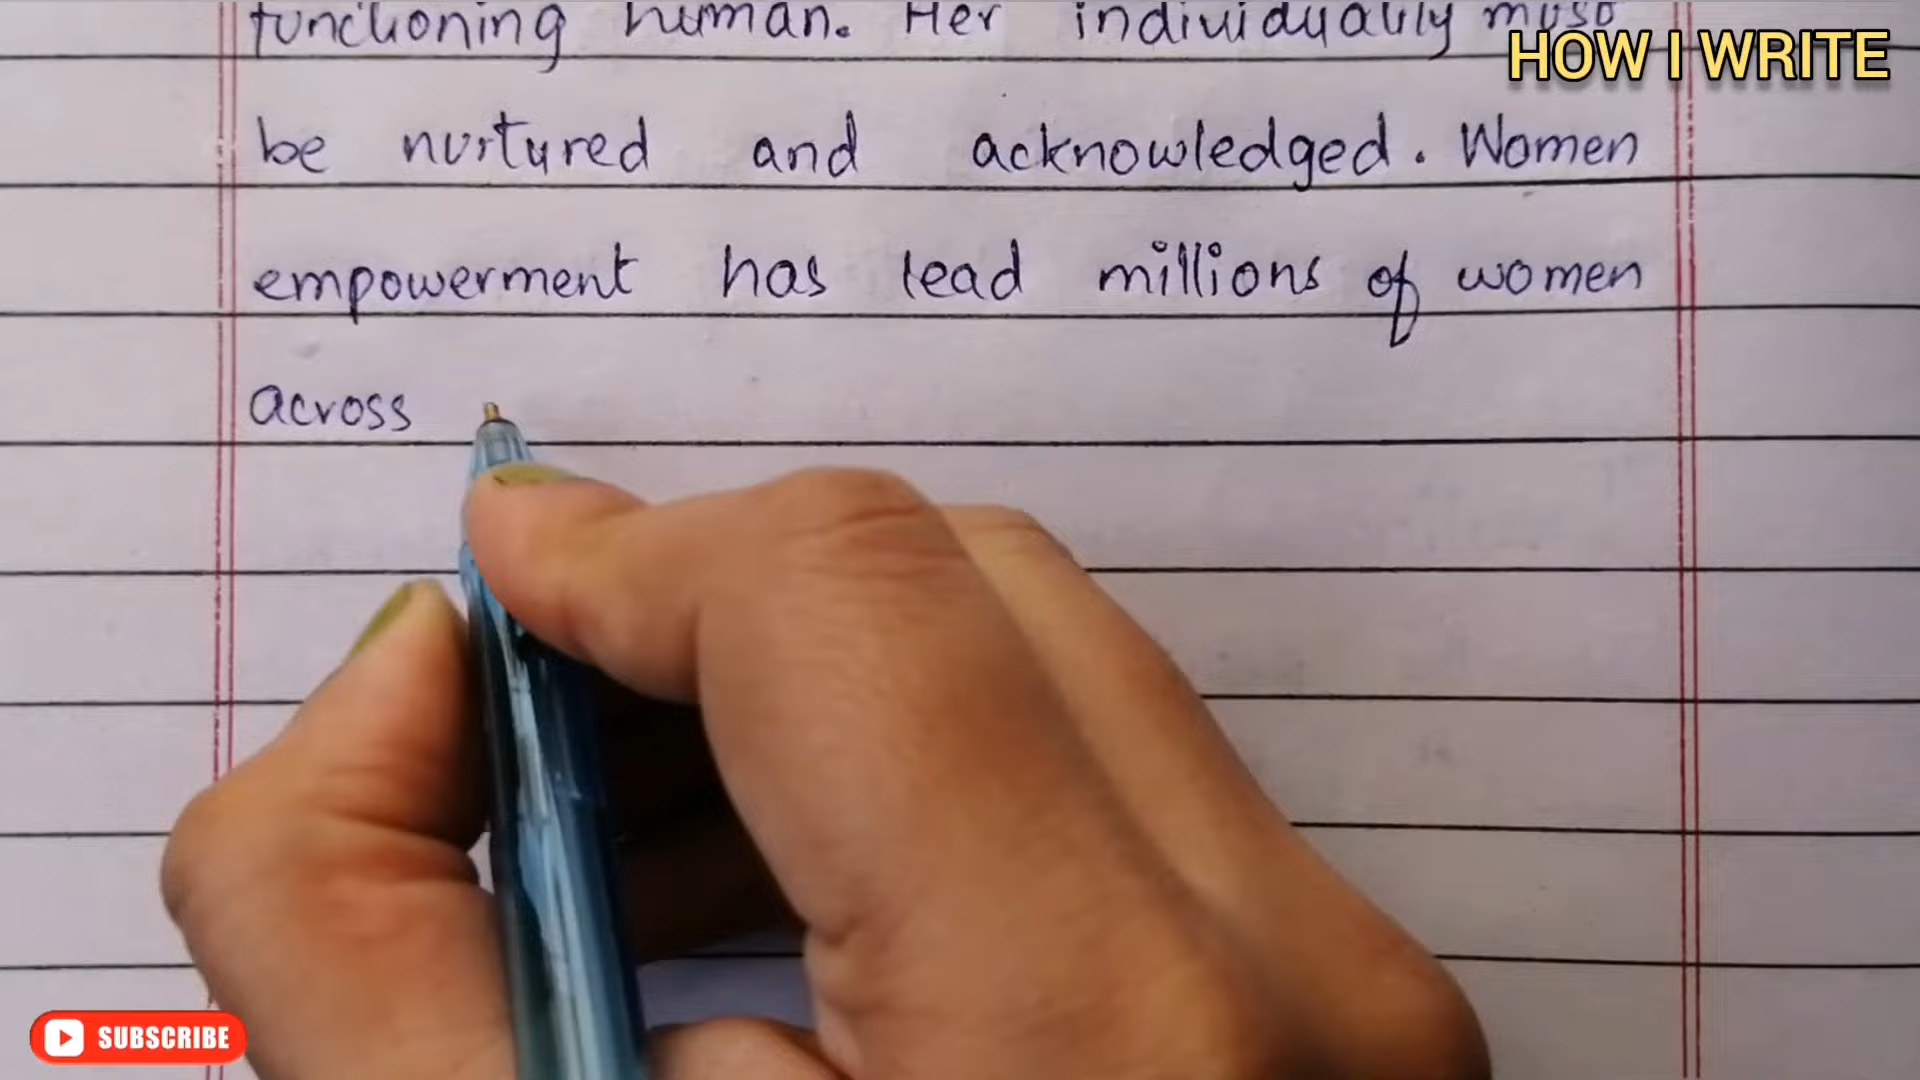 functioning human. Her individuality must
HOW I WRITE
be nurtured and acknowledged. Women
empowerment has lead millions of women
across
SUBSCRIBE